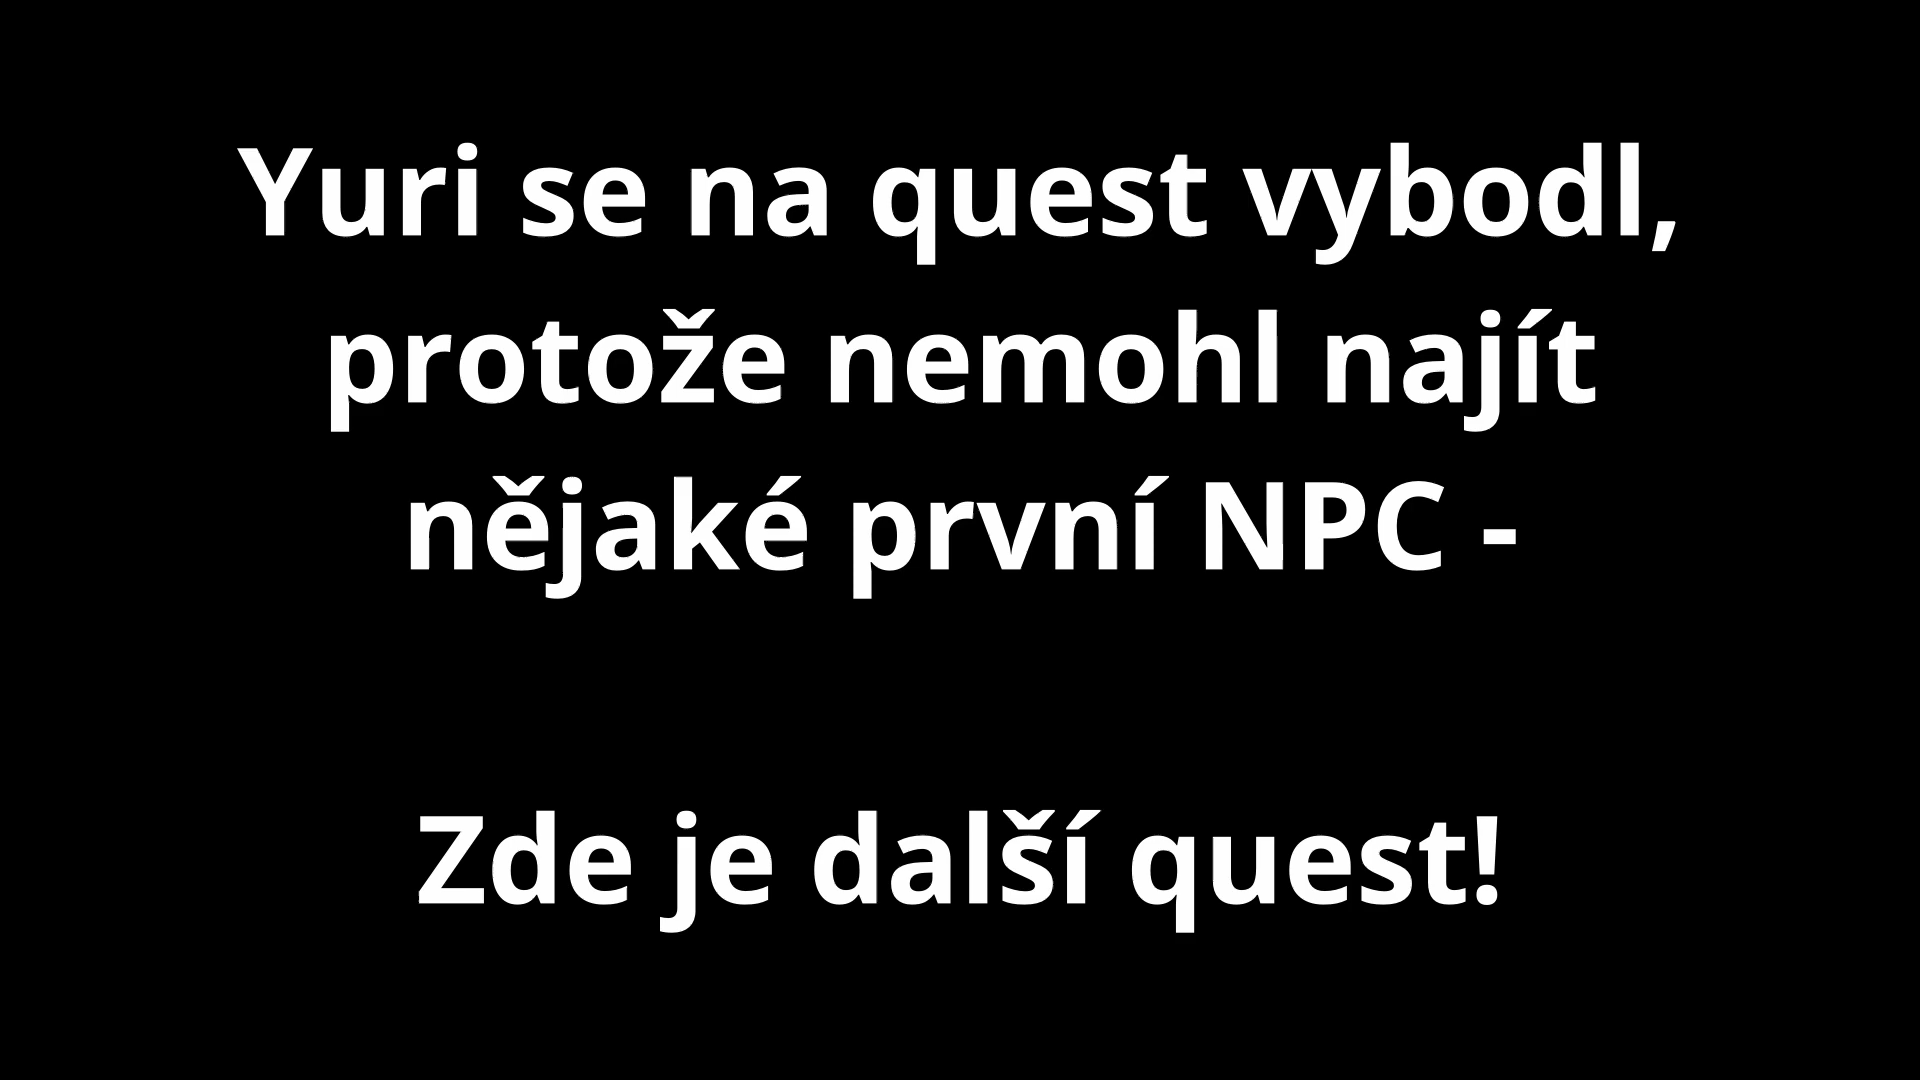 Yuri se na quest vybodl,
protože nemohl najít
nějaké první NPC -
Zde je další quest!